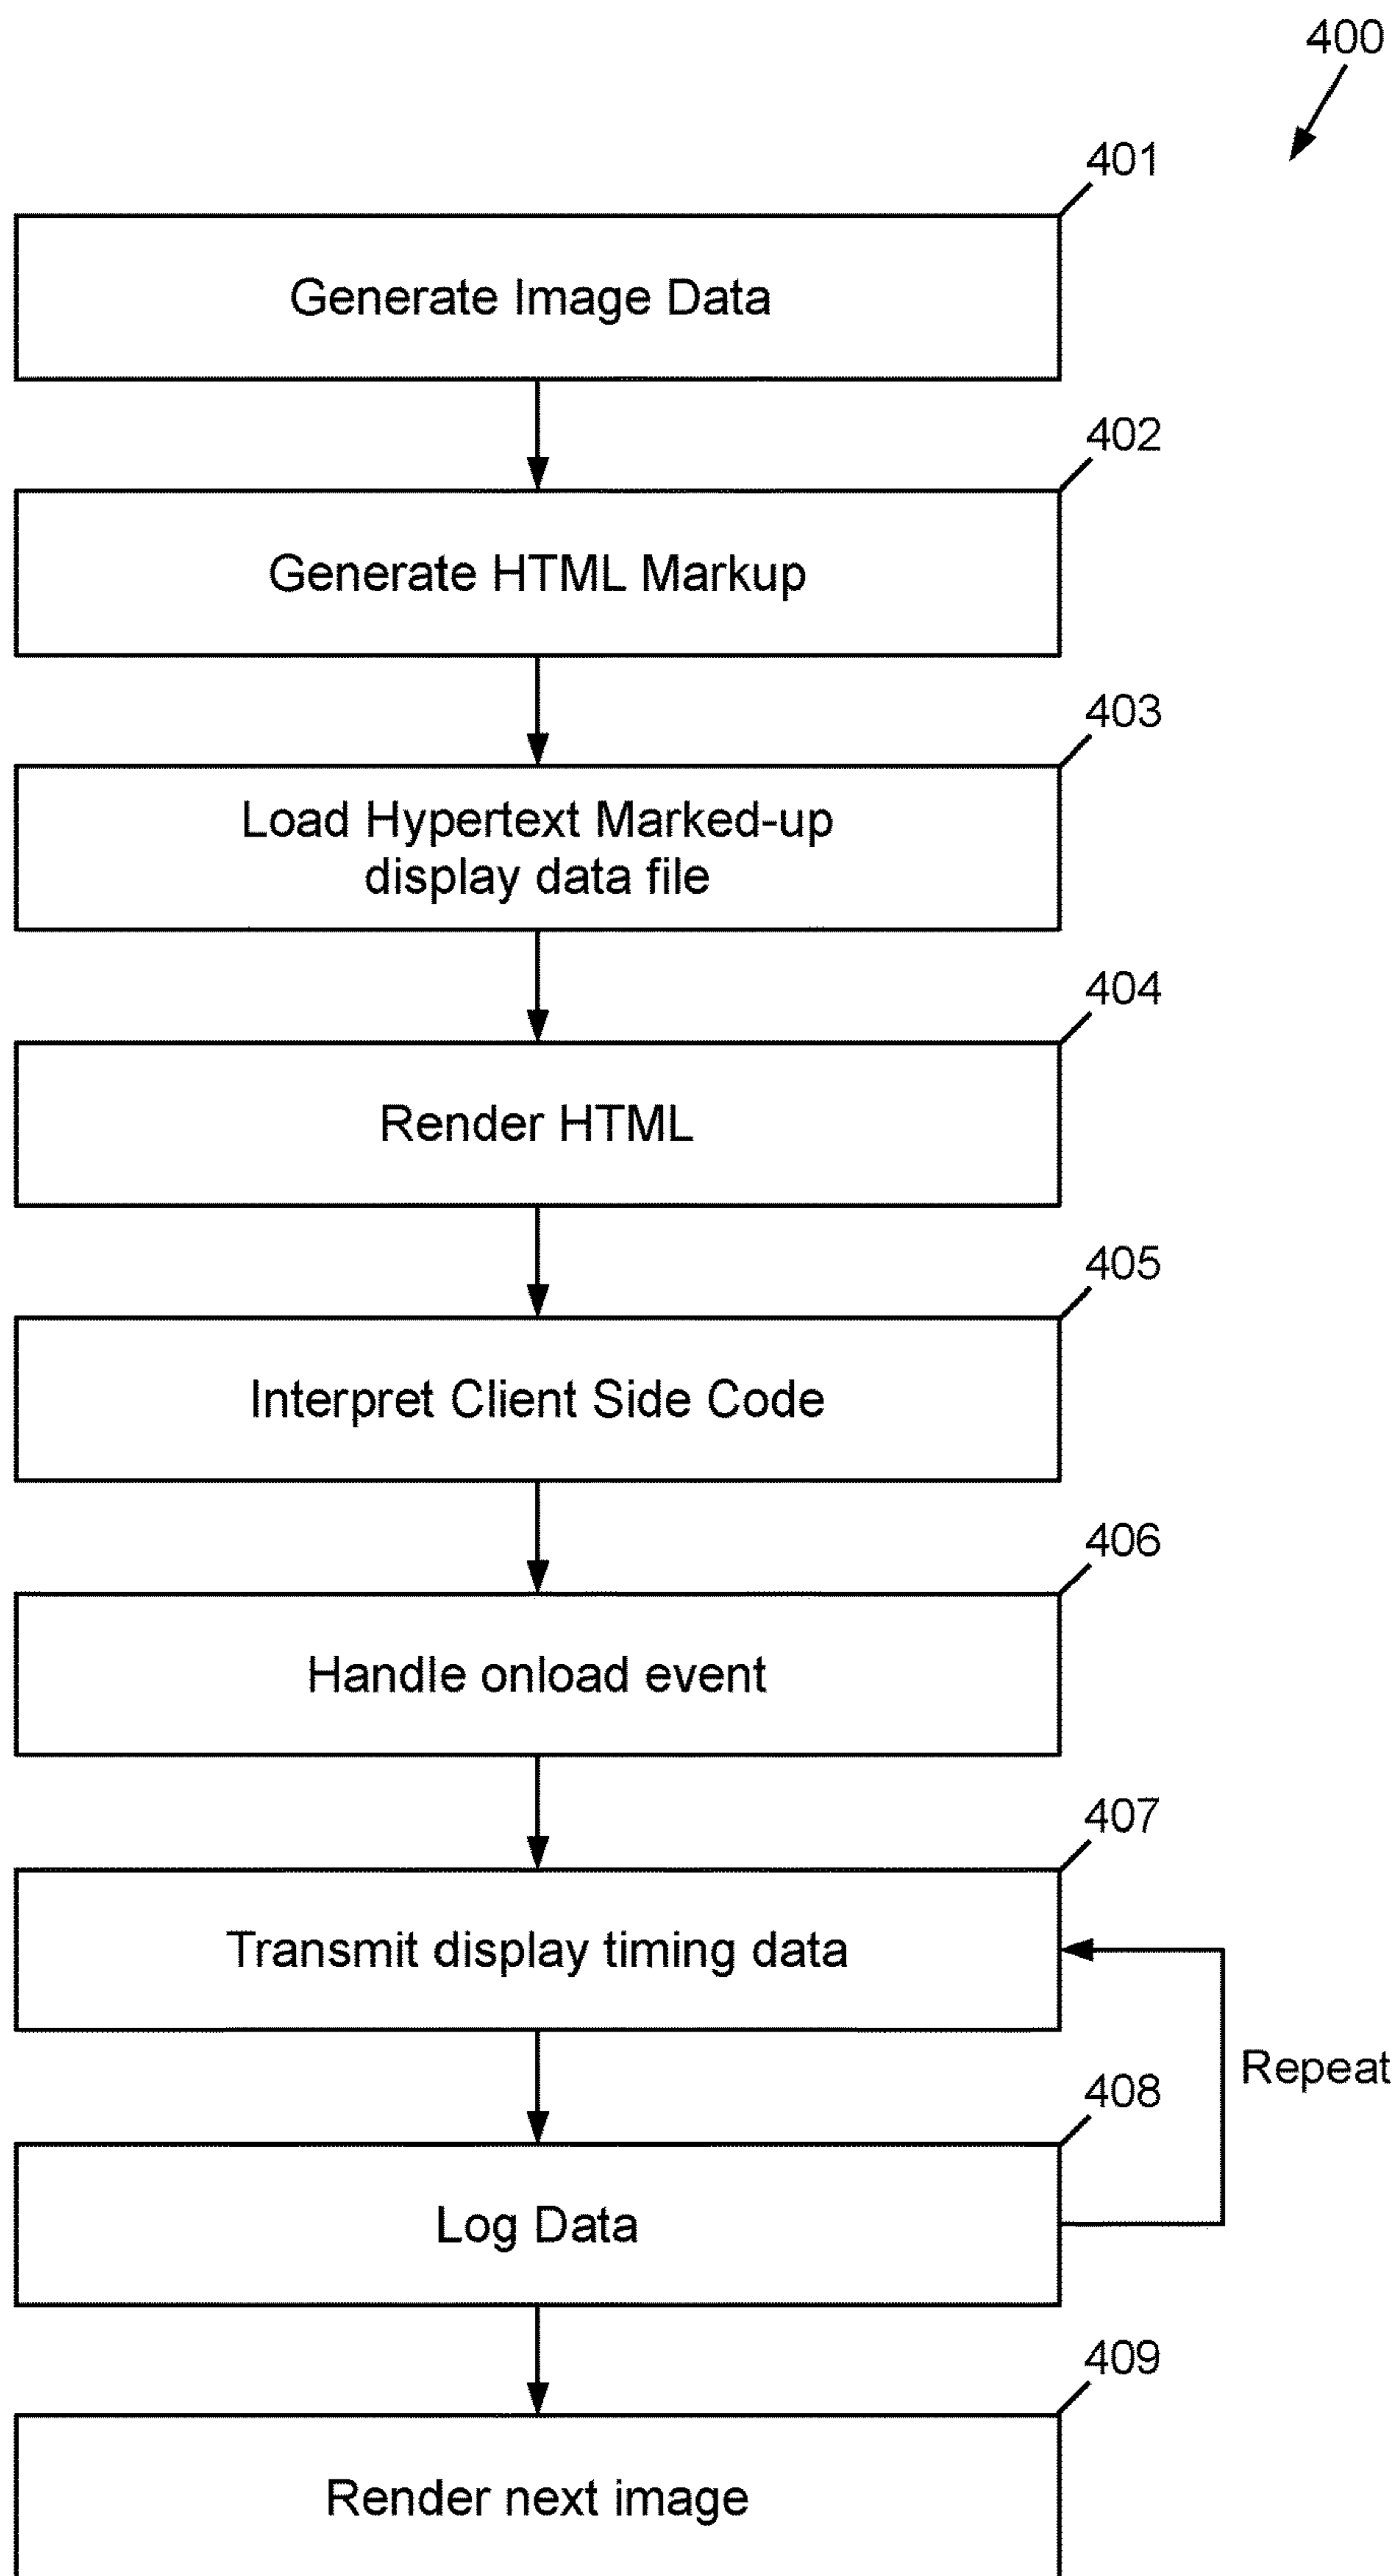 400
401
Generate Image Data
402
Generate HTML Markup
403
Load Hypertext Marked-up
display data file
404
Render HTML
405
Interpret Client Side Code
406
Handle onload event
407
Transmit display timing data
Repeat
408
Log Data
409
Render next image